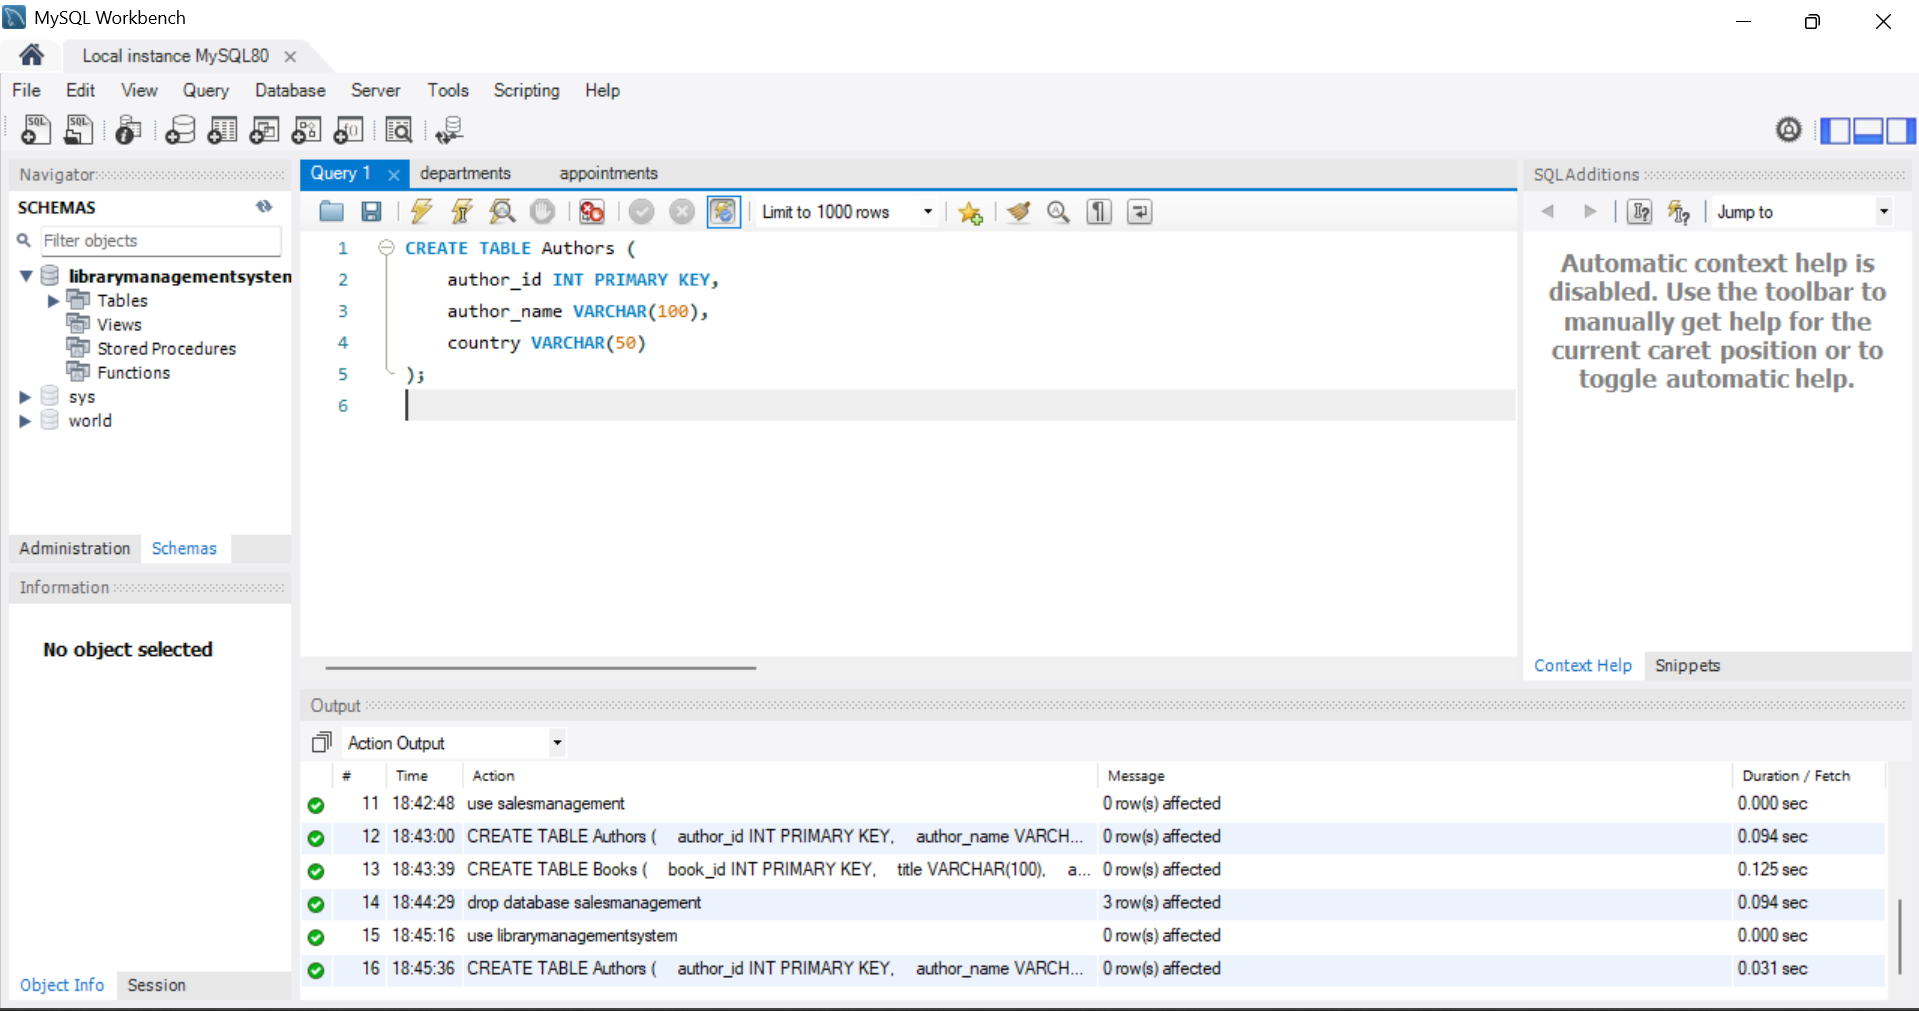 MySQL Workbench
Local instance MySQL80
File Edit View Query Database Server Tools Scripting Help
Navigator
SCHEMAS
Filter objects
librarymanagementsysten
Tables
Views
Stored Procedures
Functions
sys
world
Administration Schemas
Information
No object selected
Object Info Session
Query 1 departments appointments
Limit to 1000 rows
1 CREATE TABLE Authors (
2 author_id INT PRIMARY KEY,
3 author_name VARCHAR(100),
4 country VARCHAR(50)
5 );
6
SQLAdditions
Jump to
Automatic context help is
disabled. Use the toolbar to
manually get help for the
current caret position or to
toggle automatic help.
Context Help Snippets
Output
Action Output
# Time Action Message Duration / Fetch
11 18:42:48 use salesmanagement 0 row(s) affected 0.000 sec
12 18:43:00 CREATE TABLE Authors ( author_id INT PRIMARY KEY, author_name VARCH... 0 row(s) affected 0.094 sec
13 18:43:39 CREATE TABLE Books ( book_id INT PRIMARY KEY, title VARCHAR(100), a... 0 row(s) affected 0.125 sec
14 18:44:29 drop database salesmanagement 3 row(s) affected 0.094 sec
15 18:45:16 use librarymanagementsystem 0 row(s) affected 0.000 sec
16 18:45:36 CREATE TABLE Authors ( author_id INT PRIMARY KEY, author_name VARCH... 0 row(s) affected 0.031 sec